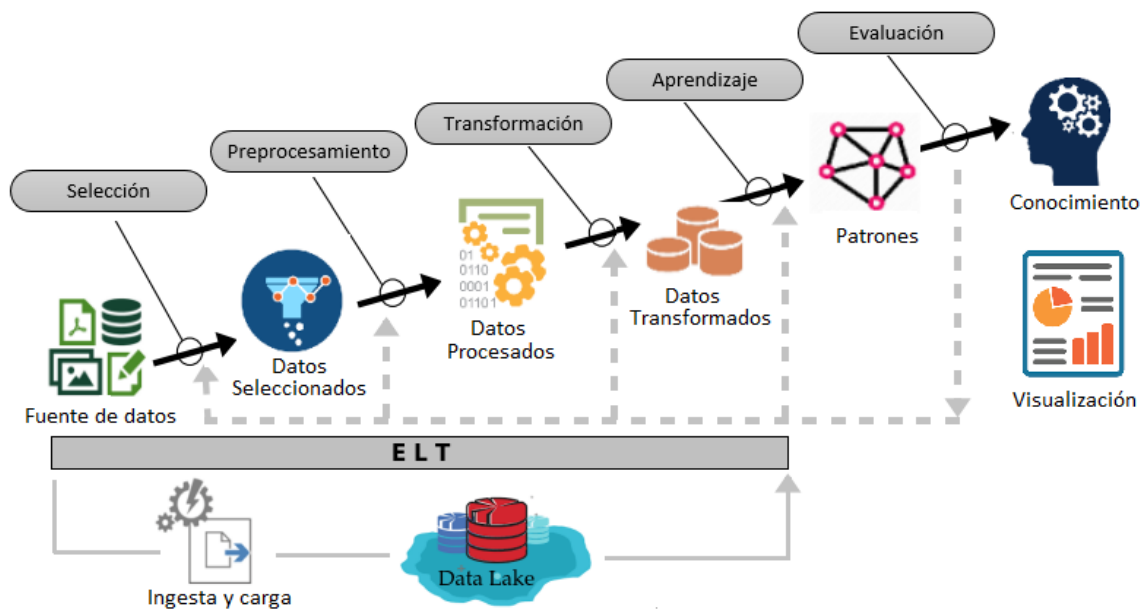 Evaluación
Aprendizaje
Transformación
Preprocesamiento
Selección
Conocimiento
Patrones
Datos
Transformados
01
0110
0001
01101
Datos
Procesados
Datos
Seleccionados
Fuente de datos
Visualización
E L T
Ingesta y carga
Data Lake